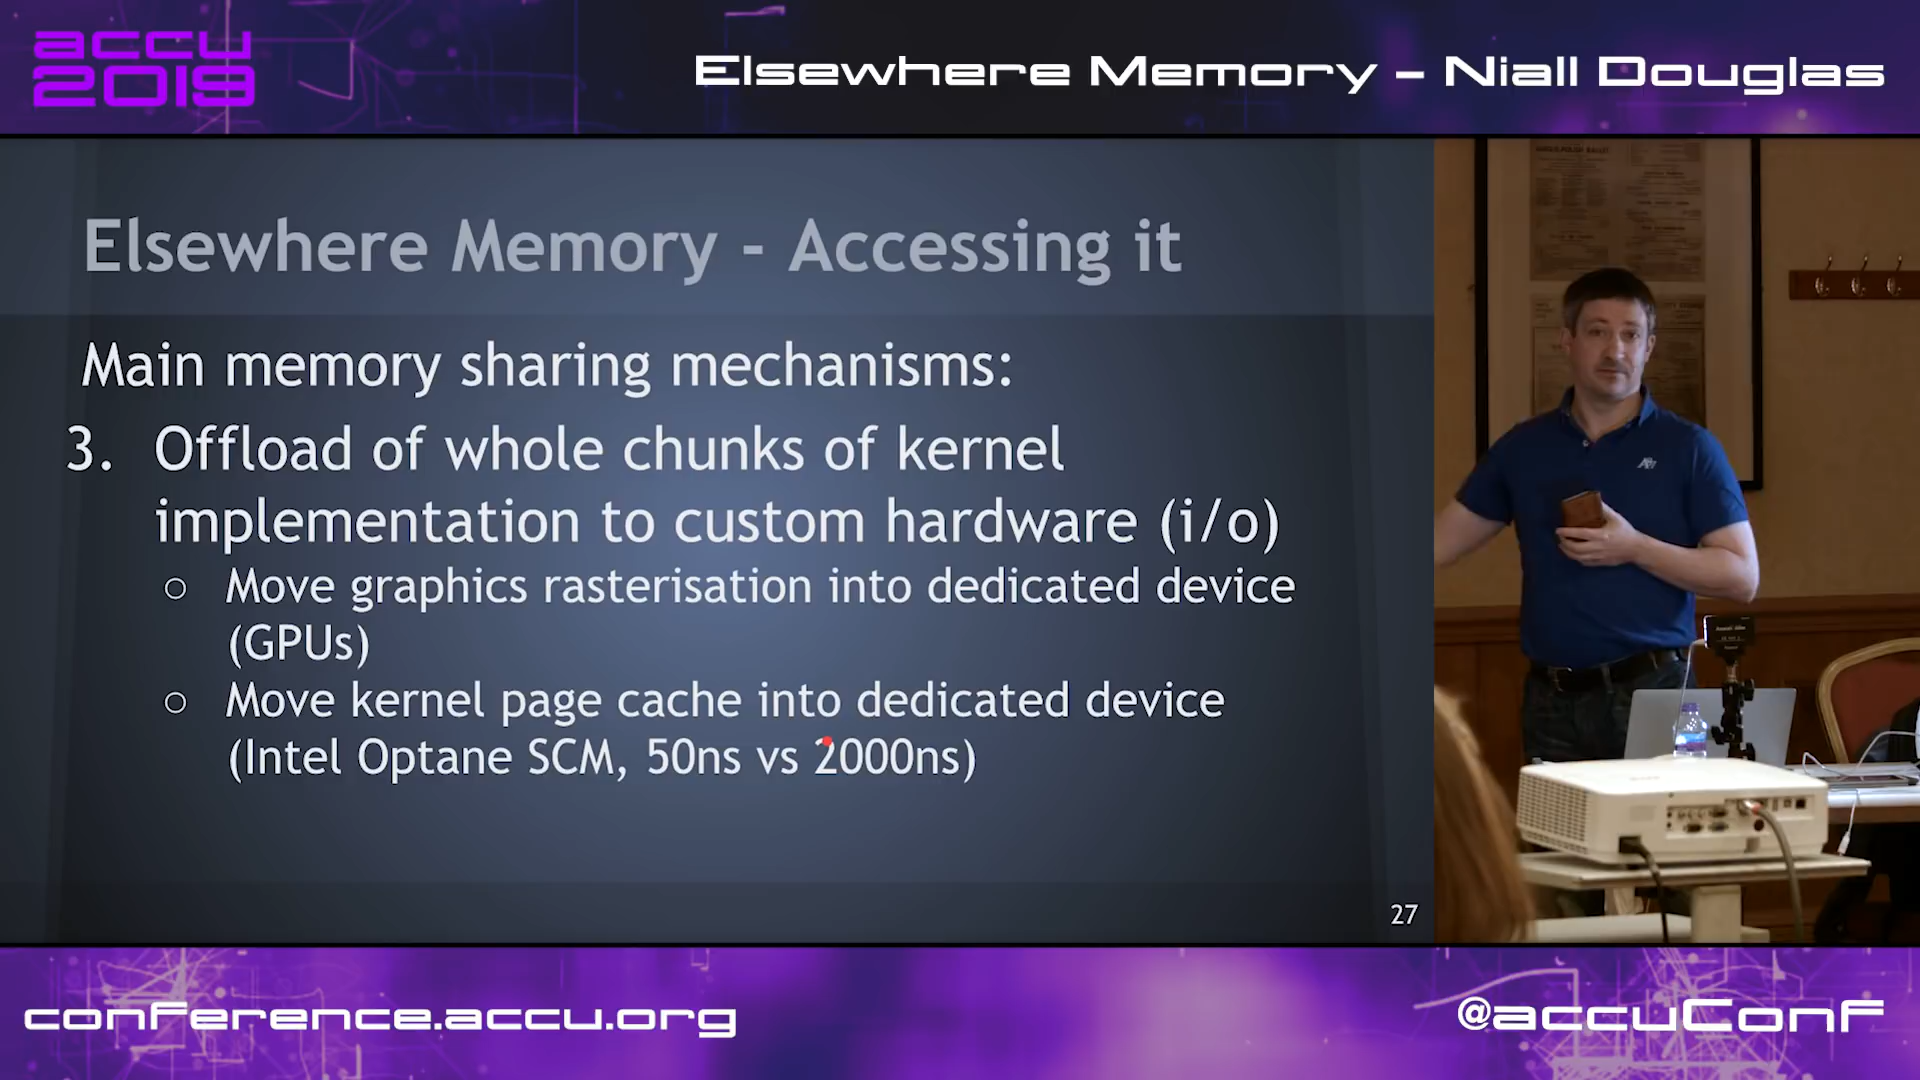 accu
2019
Elsewhere Memory – Niall Douglas
Elsewhere Memory - Accessing it
Main memory sharing mechanisms:
3. Offload of whole chunks of kernel
implementation to custom hardware (i/o)
○ Move graphics rasterisation into dedicated device
(GPUs)
○ Move kernel page cache into dedicated device
(Intel Optane SCM, 50ns vs 2000ns)
27
conference.accu.org
@accuConf